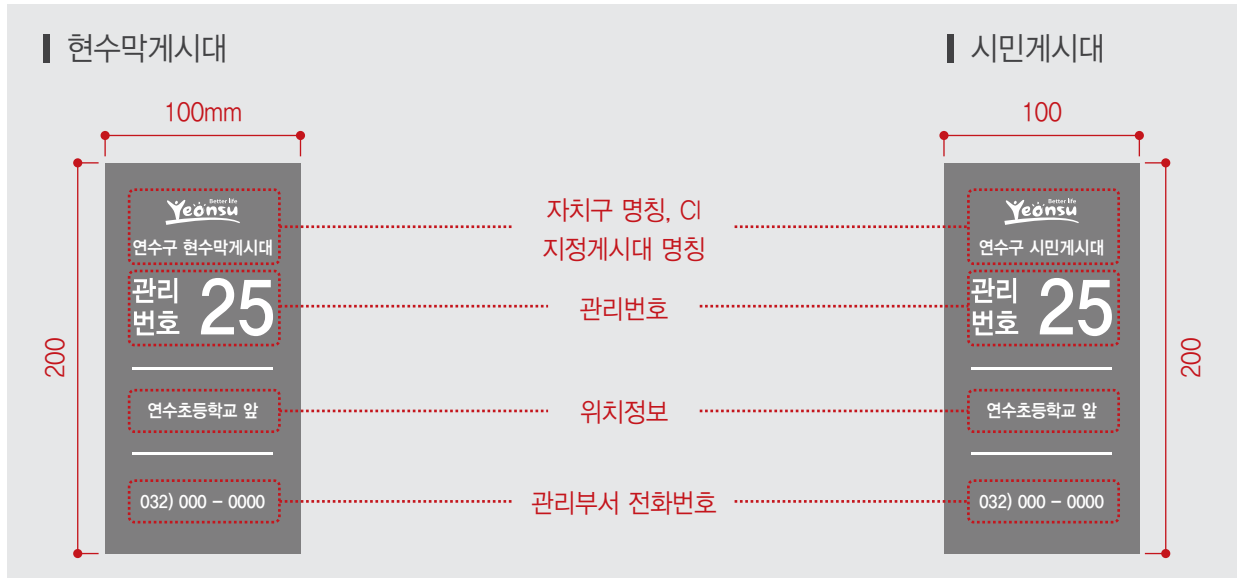 현수막게시대
시민게시대
100mm
100
200
Better life
Yeonsu
연수구 현수막게시대
관리
번호
25
연수초등학교 앞
032) 000 - 0000
자치구 명칭, CI
지정게시대 명칭
관리번호
위치정보
관리부서 전화번호
Better life
Yeonsu
연수구 시민게시대
관리
번호
25
연수초등학교 앞
032) 000 - 0000
200